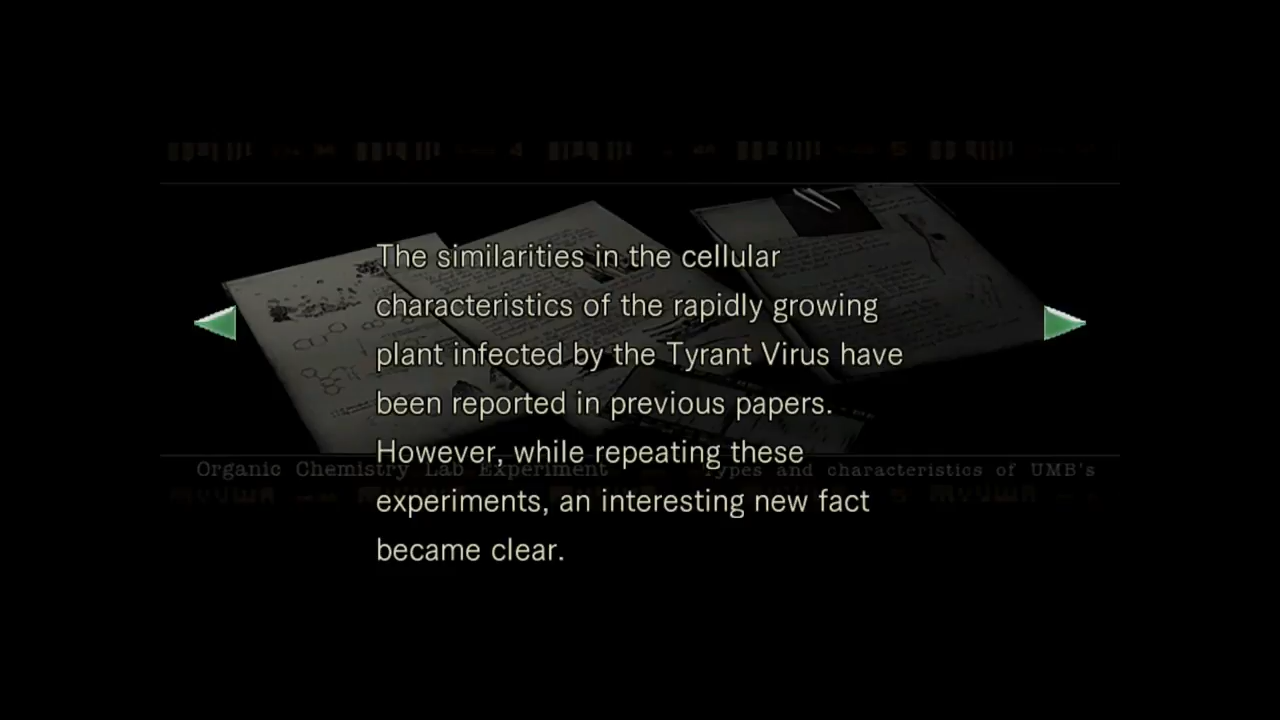 The similarities in the cellular
characteristics of the rapidly growing
plant infected by the Tyrant Virus have
been reported in previous papers.
However, while repeating these
Organic Chemistry Lab Experiment
Types and characteristics of UMB's
experiments, an interesting new fact
became clear.